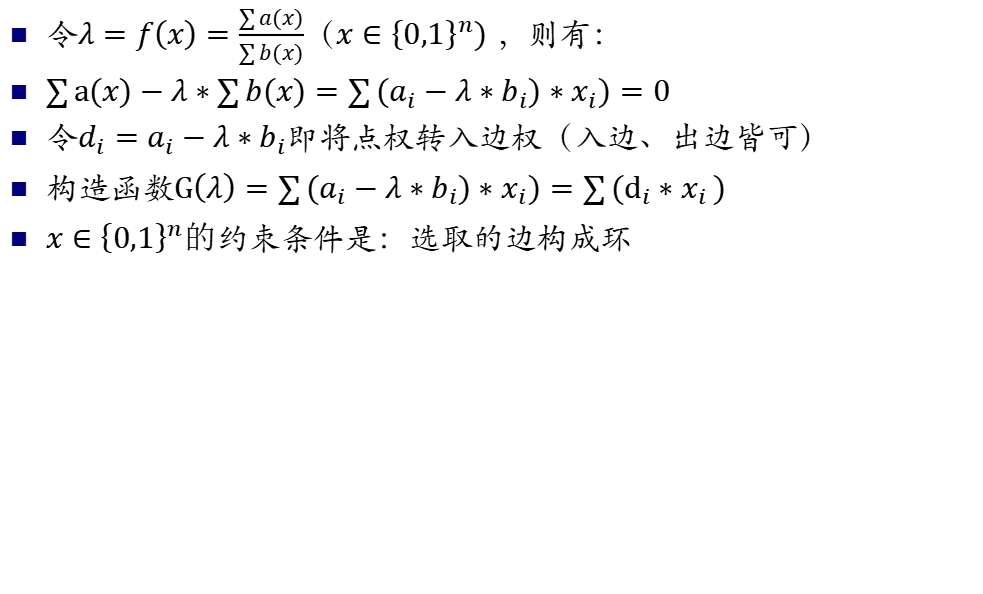 ■ 令λ = f(x) = ∑a(x)/∑b(x)（x ∈ {0,1}ⁿ) ，则有：
■ ∑a(x) − λ ∗ ∑b(x) = ∑(aᵢ − λ ∗ bᵢ) ∗ xᵢ) = 0
■ 令dᵢ = aᵢ − λ ∗ bᵢ即将点权转入边权（入边、出边皆可）
■ 构造函数G(λ) = ∑(aᵢ − λ ∗ bᵢ) ∗ xᵢ) = ∑(dᵢ ∗ xᵢ)
■ x ∈ {0,1}ⁿ的约束条件是：选取的边构成环